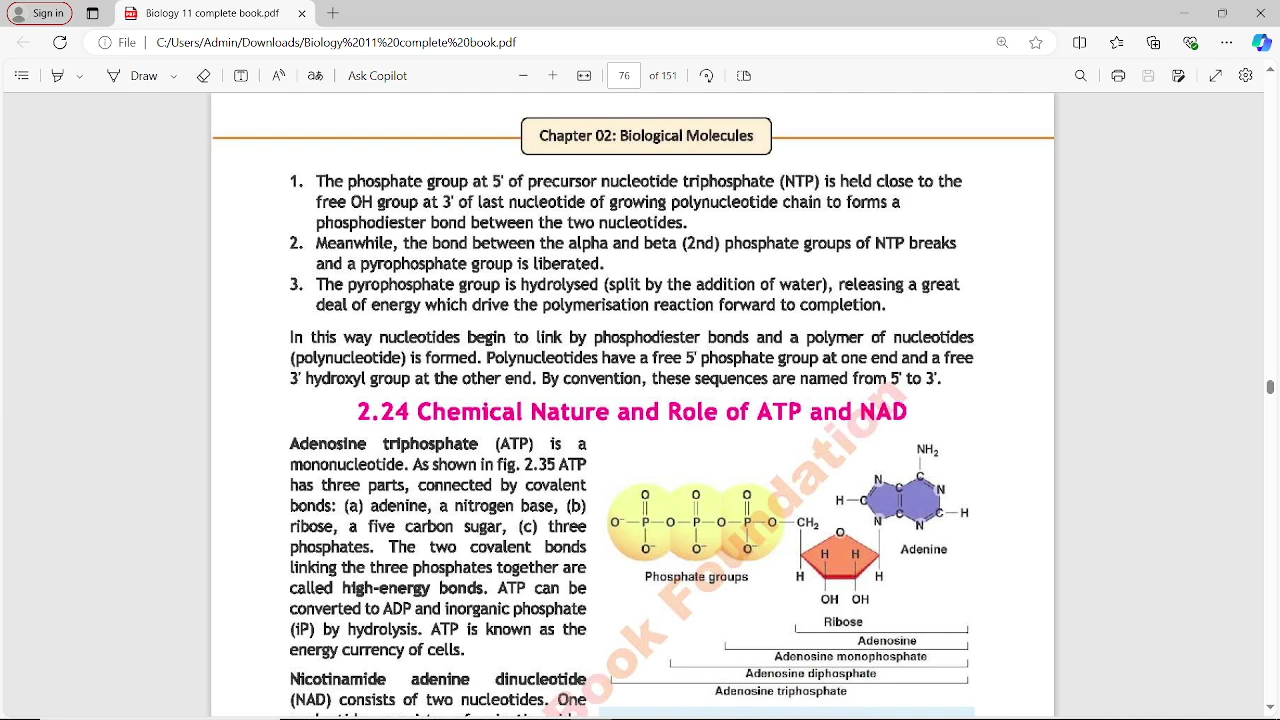 Sign in
Biology 11 complete book.pdf
File
C:/Users/Admin/Downloads/Biology%2011%20complete%20book.pdf
Draw
Ask Copilot
76 of 151
Chapter 02: Biological Molecules
1. The phosphate group at 5' of precursor nucleotide triphosphate (NTP) is held close to the
free OH group at 3' of last nucleotide of growing polynucleotide chain to forms a
phosphodiester bond between the two nucleotides.
2. Meanwhile, the bond between the alpha and beta (2nd) phosphate groups of NTP breaks
and a pyrophosphate group is liberated.
3. The pyrophosphate group is hydrolysed (split by the addition of water), releasing a great
deal of energy which drive the polymerisation reaction forward to completion.
In this way nucleotides begin to link by phosphodiester bonds and a polymer of nucleotides
(polynucleotide) is formed. Polynucleotides have a free 5' phosphate group at one end and a free
3' hydroxyl group at the other end. By convention, these sequences are named from 5' to 3'.
2.24 Chemical Nature and Role of ATP and NAD
Adenosine triphosphate (ATP) is a
mononucleotide. As shown in fig. 2.35 ATP
has three parts, connected by covalent
bonds: (a) adenine, a nitrogen base, (b)
ribose, a five carbon sugar, (c) three
phosphates. The two covalent bonds
linking the three phosphates together are
called high-energy bonds. ATP can be
converted to ADP and inorganic phosphate
(iP) by hydrolysis. ATP is known as the
energy currency of cells.
Nicotinamide adenine dinucleotide
(NAD) consists of two nucleotides. One
NH₂
C
N C N
H—C
C C—H
N N
O O O
O⁻—P—O—P—O—P—O—CH₂
O⁻ O⁻ O⁻
O
H H
H H
OH OH
Adenine
Phosphate groups
Ribose
Adenosine
Adenosine monophosphate
Adenosine diphosphate
Adenosine triphosphate
Book Foundation